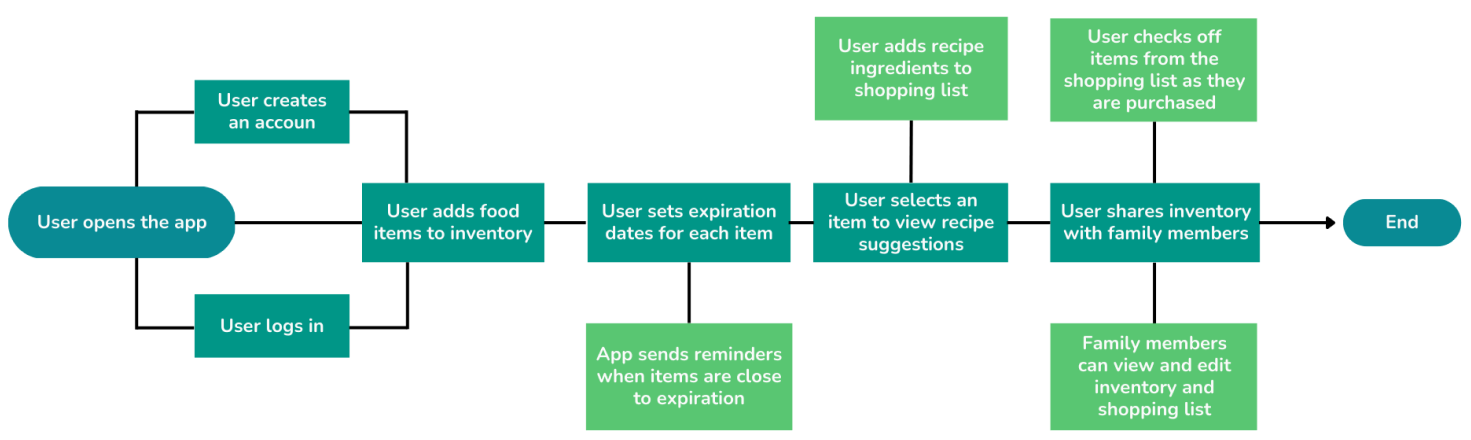 User opens the app
User creates
an accoun
User logs in
User adds food
items to inventory
User sets expiration
dates for each item
App sends reminders
when items are close
to expiration
User adds recipe
ingredients to
shopping list
User selects an
item to view recipe
suggestions
User checks off
items from the
shopping list as they
are purchased
User shares inventory
with family members
Family members
can view and edit
inventory and
shopping list
End